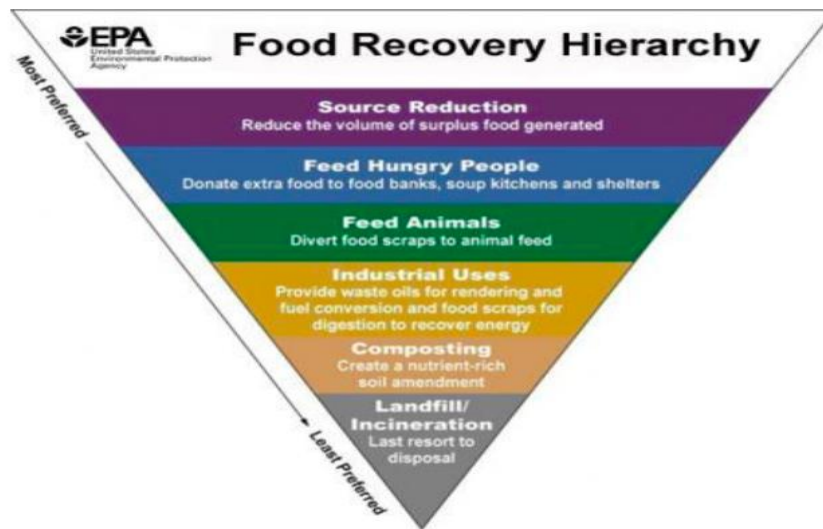 EPA
United States
Environmental Protection
Agency
Food Recovery Hierarchy
Most Preferred
Source Reduction
Reduce the volume of surplus food generated
Feed Hungry People
Donate extra food to food banks, soup kitchens and shelters
Feed Animals
Divert food scraps to animal feed
Industrial Uses
Provide waste oils for rendering and
fuel conversion and food scraps for
digestion to recover energy
Composting
Create a nutrient-rich
soil amendment
Landfill/
Incineration
Last resort to
disposal
Least Preferred